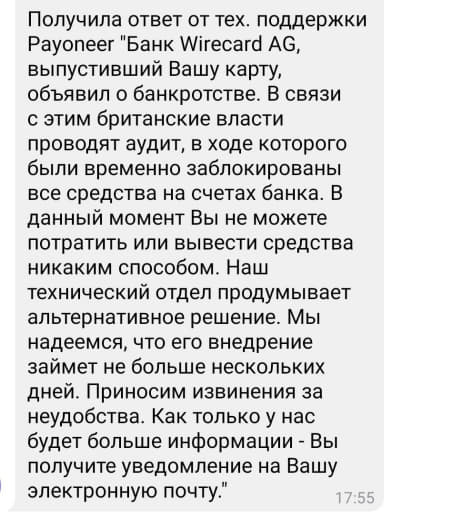 Получила ответ от тех. поддержки
Payoneer "Банк Wirecard AG,
выпустивший Вашу карту,
объявил о банкротстве. В связи
с этим британские власти
проводят аудит, в ходе которого
были временно заблокированы
все средства на счетах банка. В
данный момент Вы не можете
потратить или вывести средства
никаким способом. Наш
технический отдел продумывает
альтернативное решение. Мы
надеемся, что его внедрение
займет не больше нескольких
дней. Приносим извинения за
неудобства. Как только у нас
будет больше информации - Вы
получите уведомление на Вашу
электронную почту."
17:55